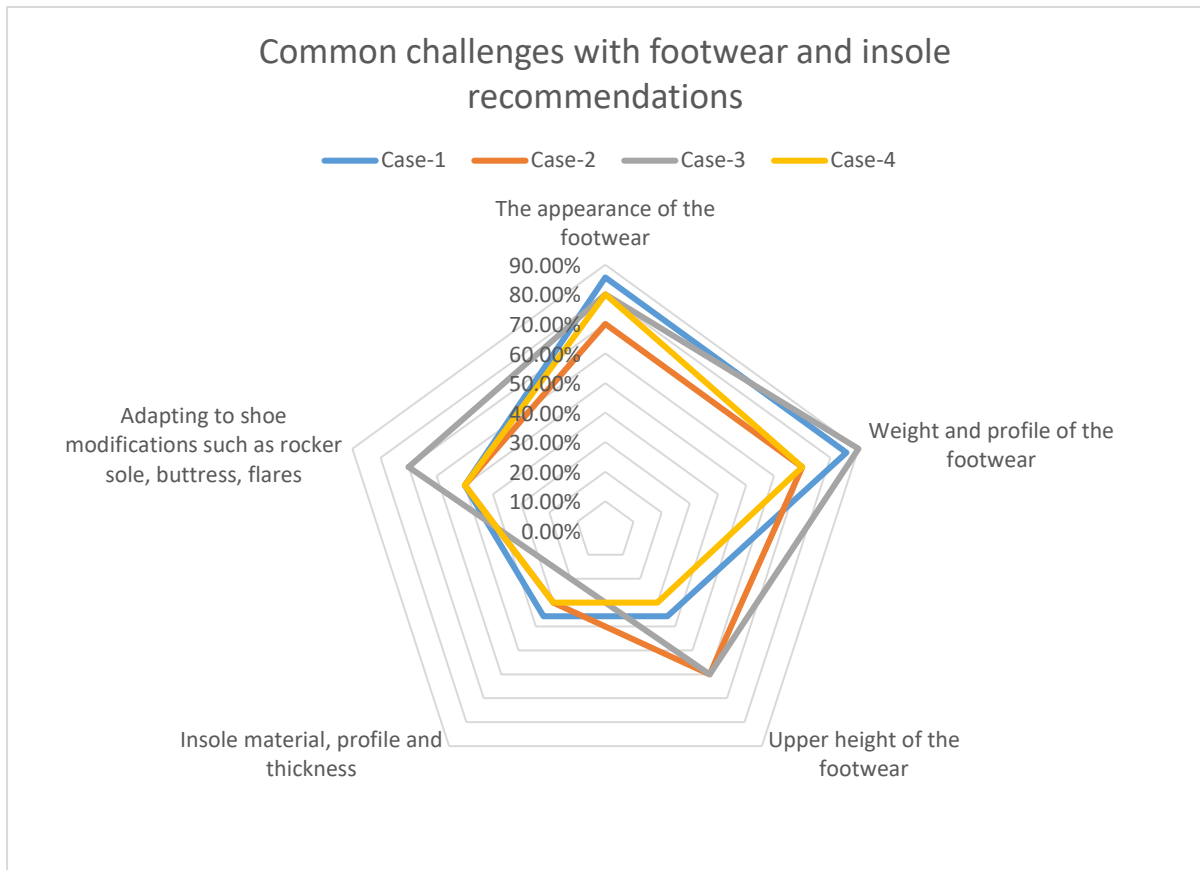 Common challenges with footwear and insole
recommendations
Case-1 Case-2 Case-3 Case-4
The appearance of the
footwear
90.00%
80.00%
70.00%
60.00%
50.00%
40.00%
30.00%
20.00%
10.00%
0.00%
Weight and profile of the
footwear
Upper height of the
footwear
Insole material, profile and
thickness
Adapting to shoe
modifications such as rocker
sole, buttress, flares